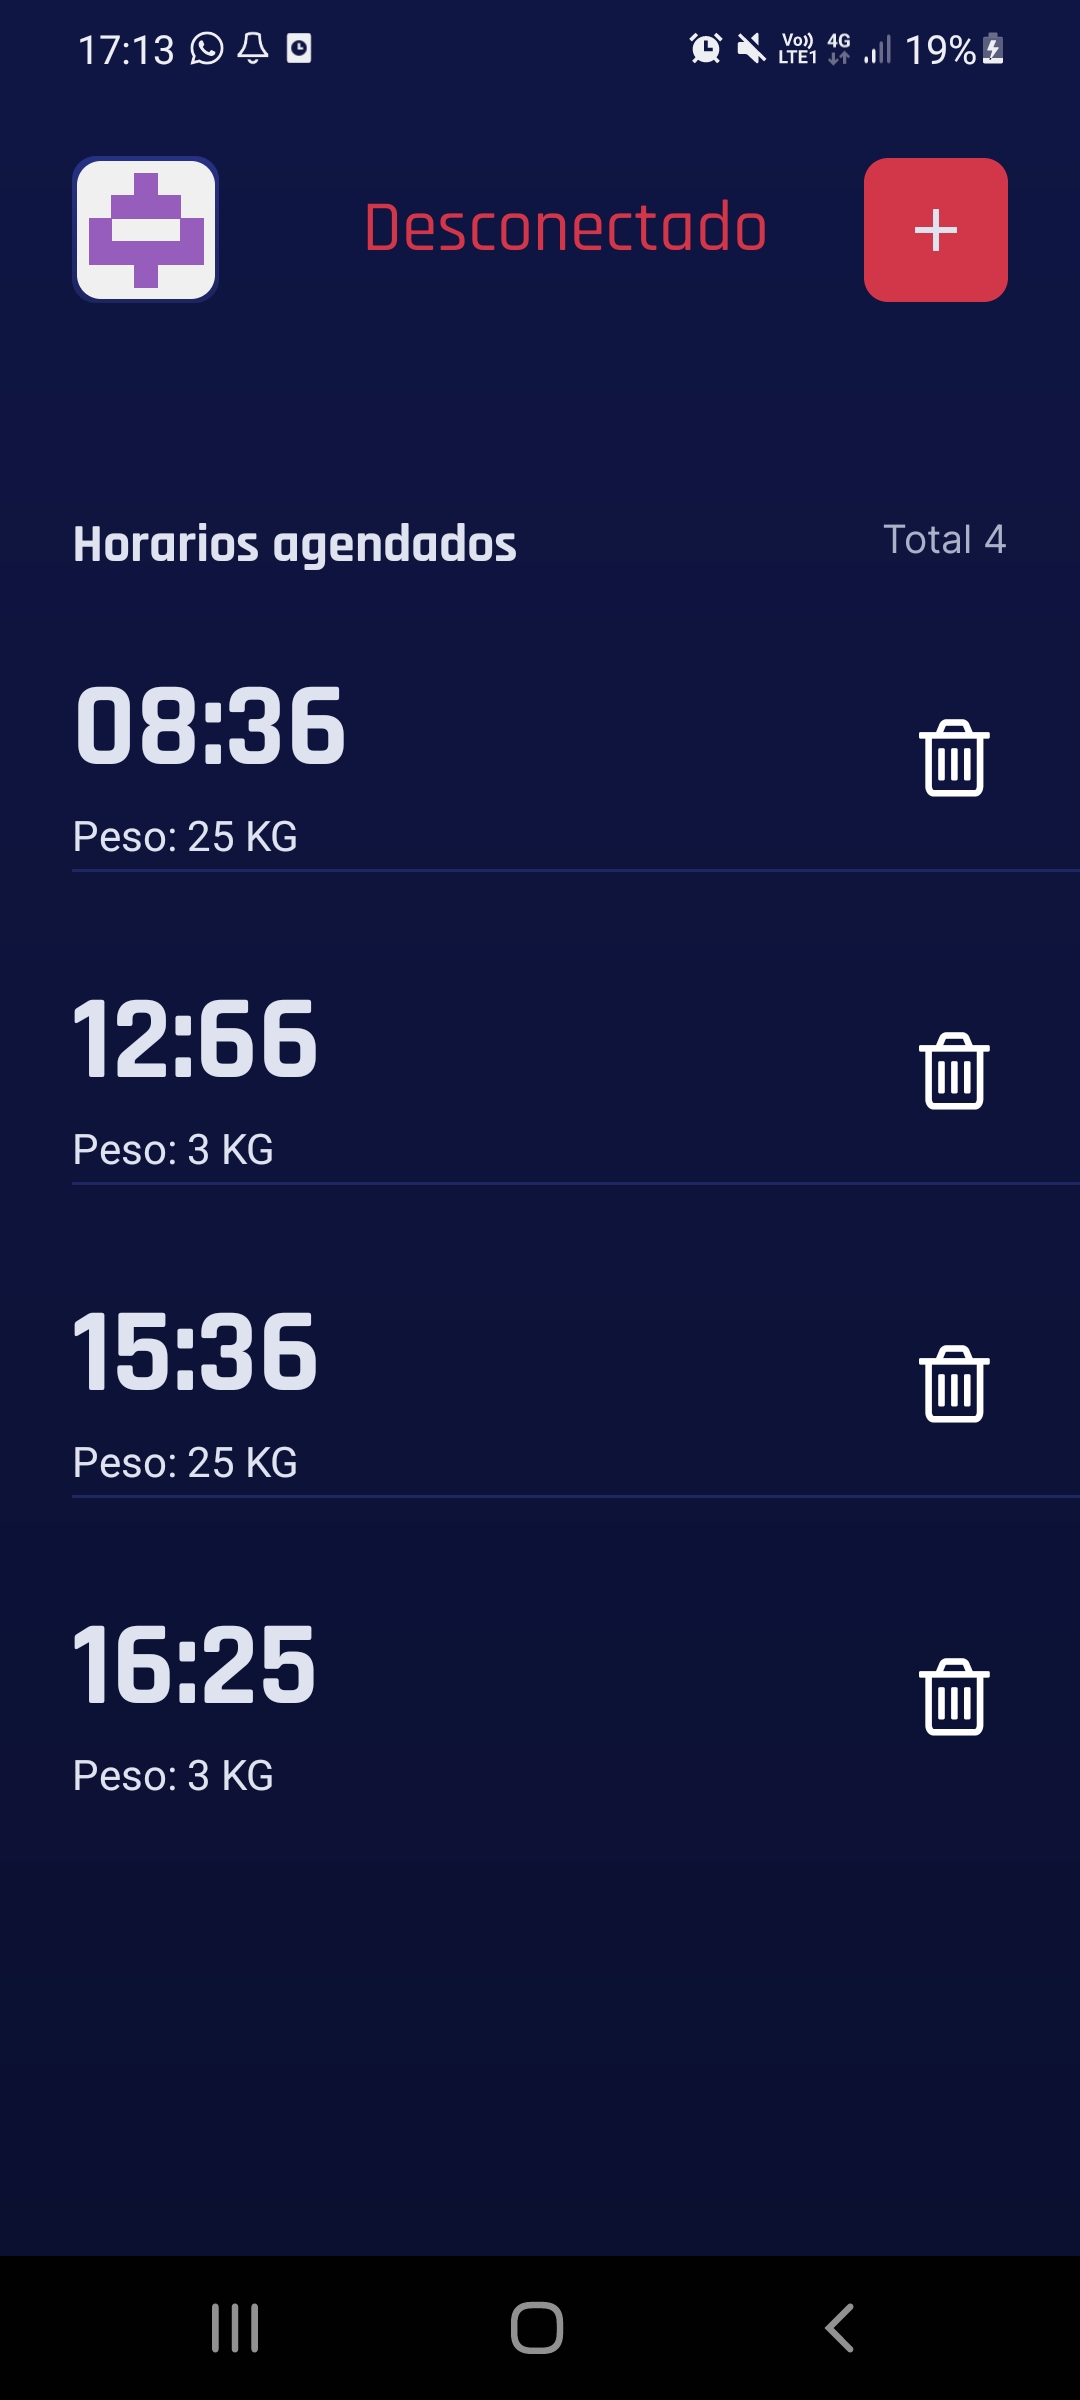 17:13 Vo)) LTE1 4G 19%
Desconectado +
Horarios agendados Total 4
08:36
Peso: 25 KG
12:66
Peso: 3 KG
15:36
Peso: 25 KG
16:25
Peso: 3 KG